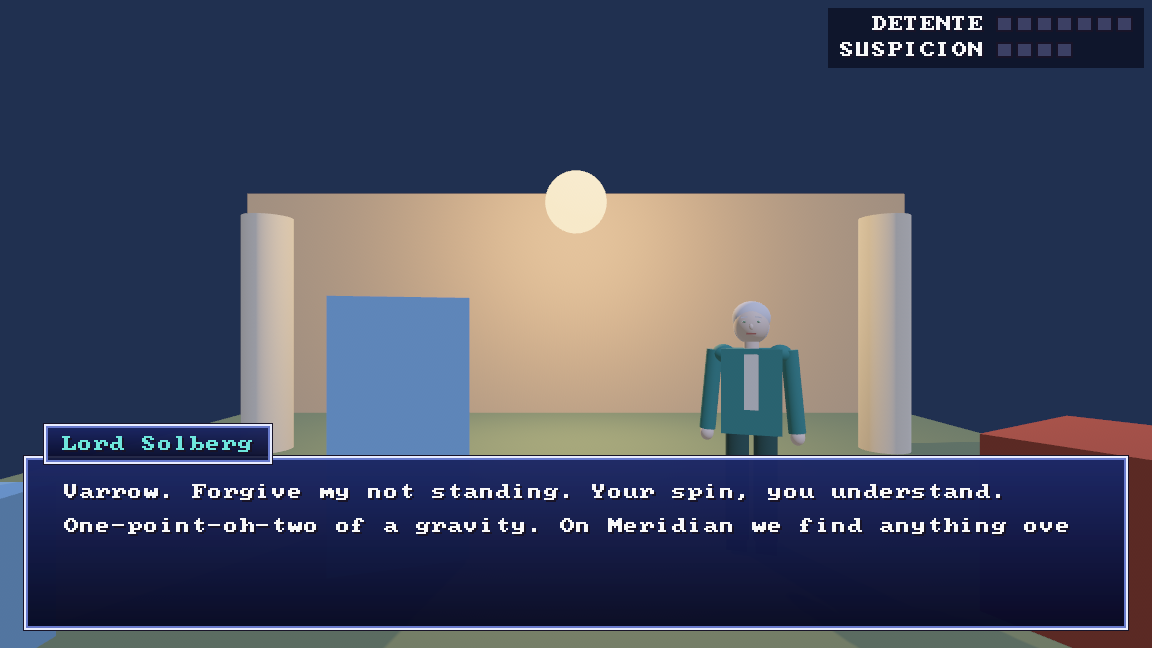 DETENTE
SUSPICION
Lord Solberg
Varrow. Forgive my not standing. Your spin, you understand.
One-point-oh-two of a gravity. On Meridian we find anything ove